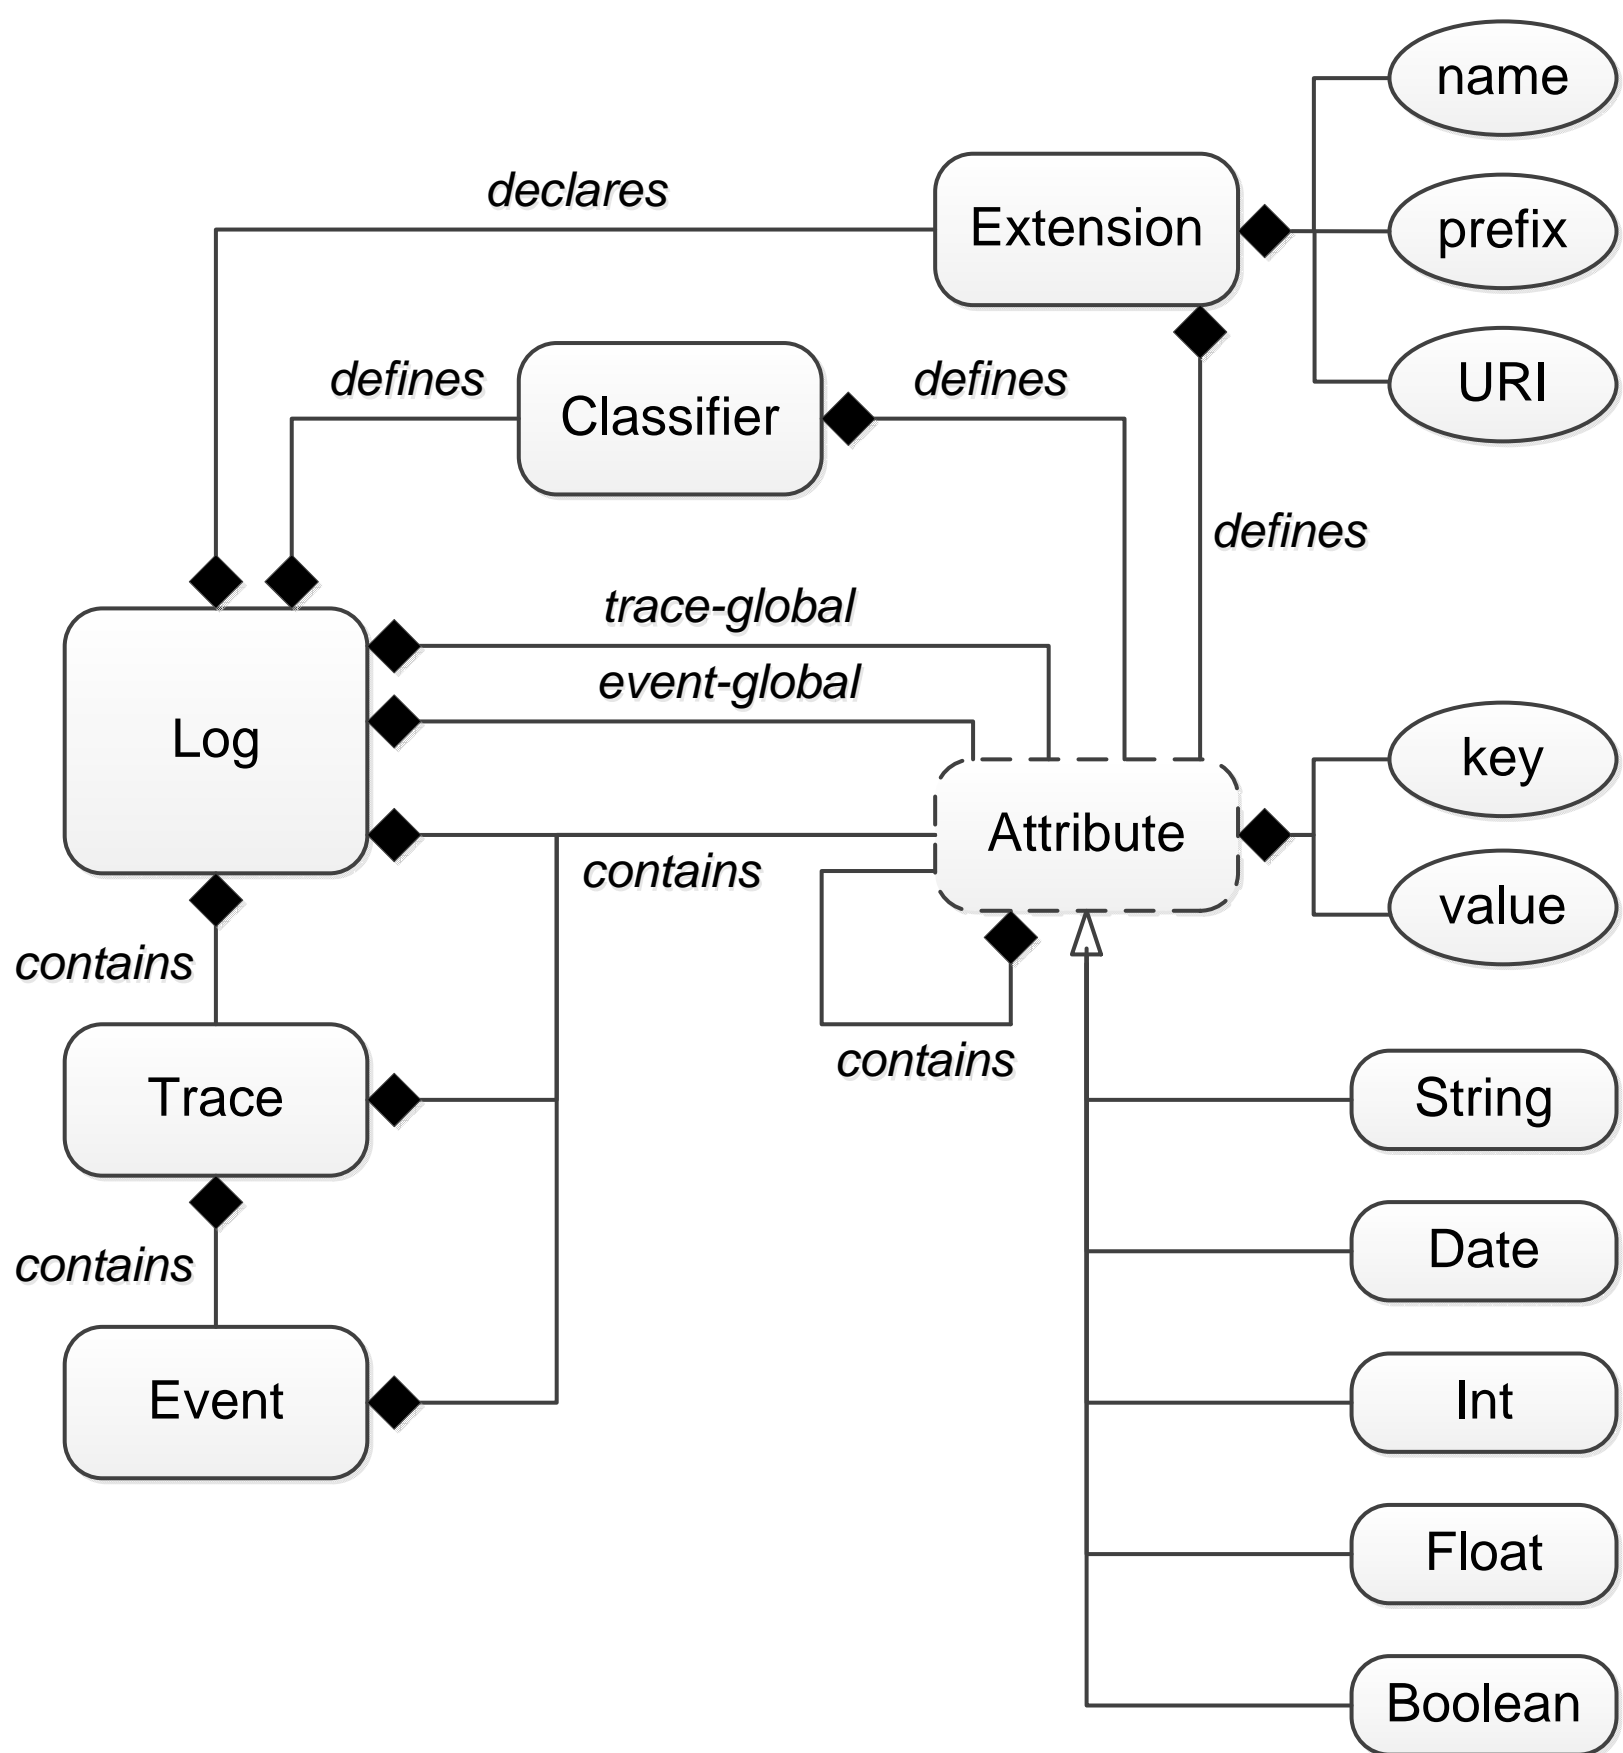 name
declares
Extension
prefix
defines
Classifier
defines
URI
defines
trace-global
event-global
Log
key
Attribute
contains
value
contains
contains
Trace
String
contains
Date
Event
Int
Float
Boolean